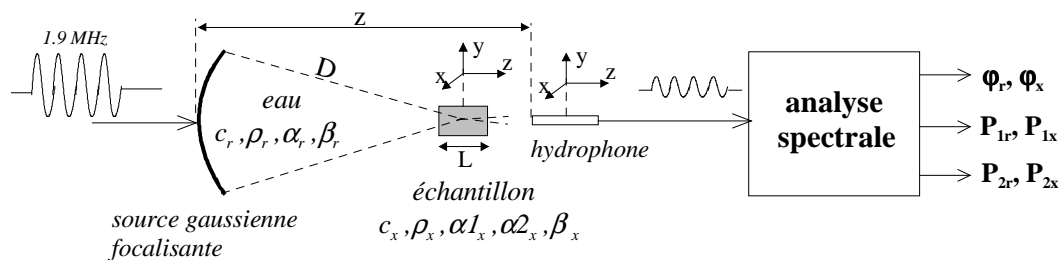 z
1.9 MHz
D
y
x
z
y
x
z
eau
c_r, ρ_r, α_r, β_r
L
hydrophone
échantillon
c_x, ρ_x, α1_x, α2_x, β_x
source gaussienne
focalisante
analyse
spectrale
φ_r, φ_x
P_1r, P_1x
P_2r, P_2x